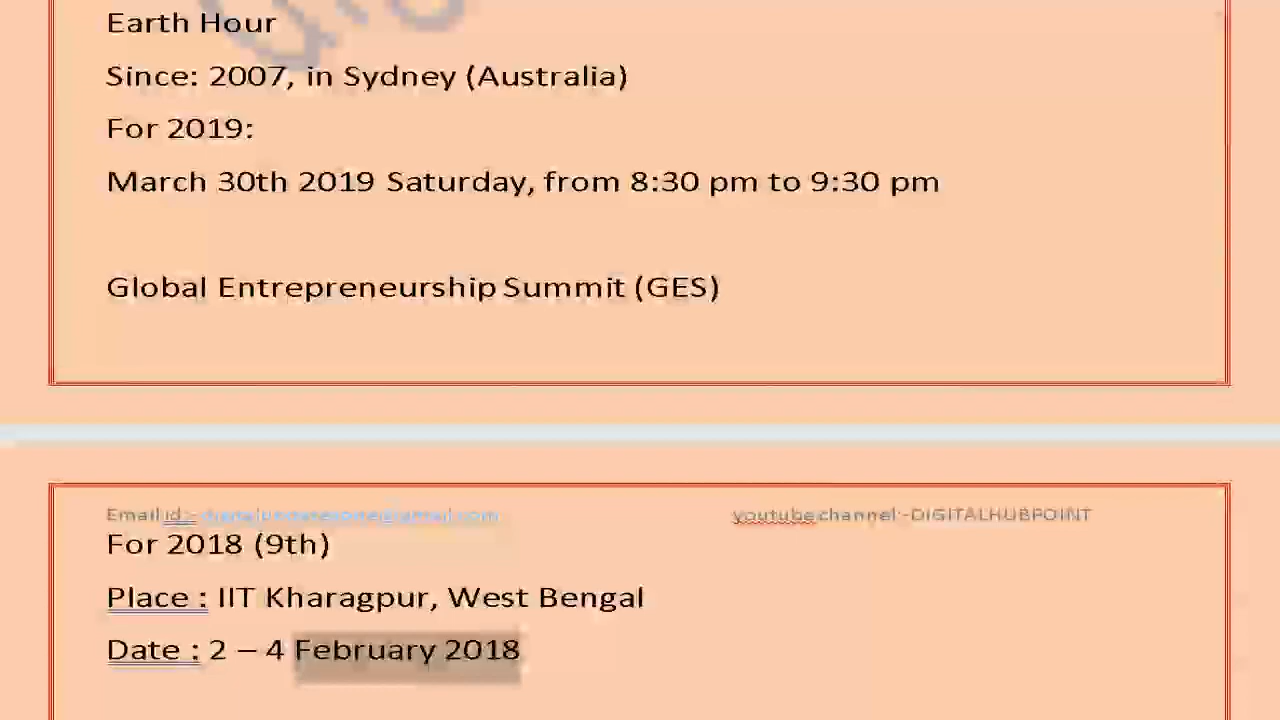 Earth Hour
Since: 2007, in Sydney (Australia)
For 2019:
March 30th 2019 Saturday, from 8:30 pm to 9:30 pm
Global Entrepreneurship Summit (GES)
Email id :-
youtube channel:-DIGITALHUBPOINT
For 2018 (9th)
Place : IIT Kharagpur, West Bengal
Date : 2 – 4 February 2018